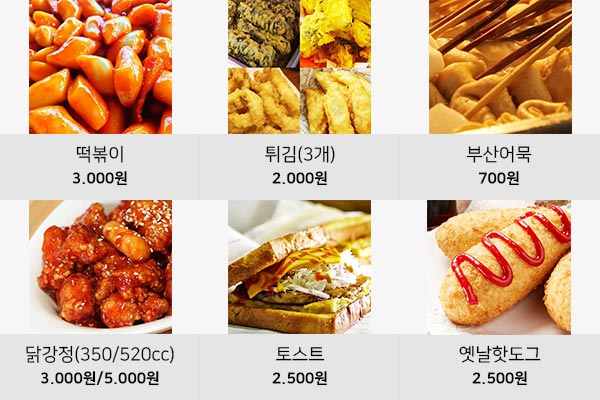 떡볶이
3.000원
튀김(3개)
2.000원
부산어묵
700원
닭강정(350/520cc)
3.000원/5.000원
토스트
2.500원
옛날핫도그
2.500원